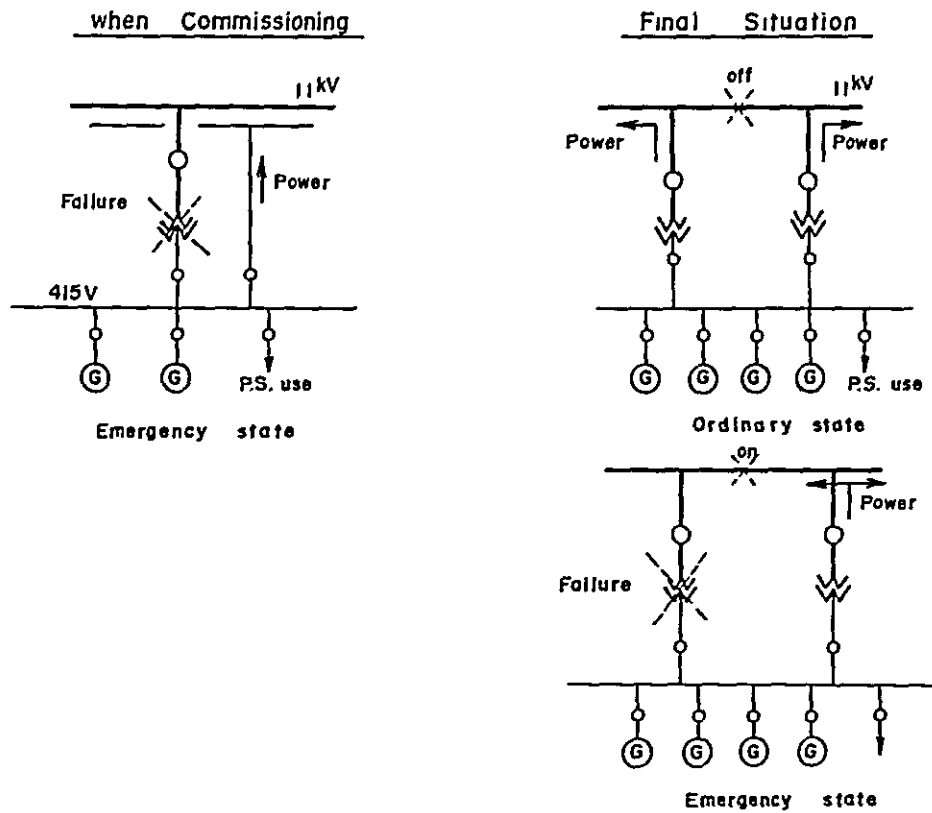 when Commissioning
11kV
Power
Failure
415V
G G P.S. use
Emergency state
Final Situation
off 11kV
Power Power
G G G G P.S. use
Ordinary state
on
Power
Failure
G G G G
Emergency state